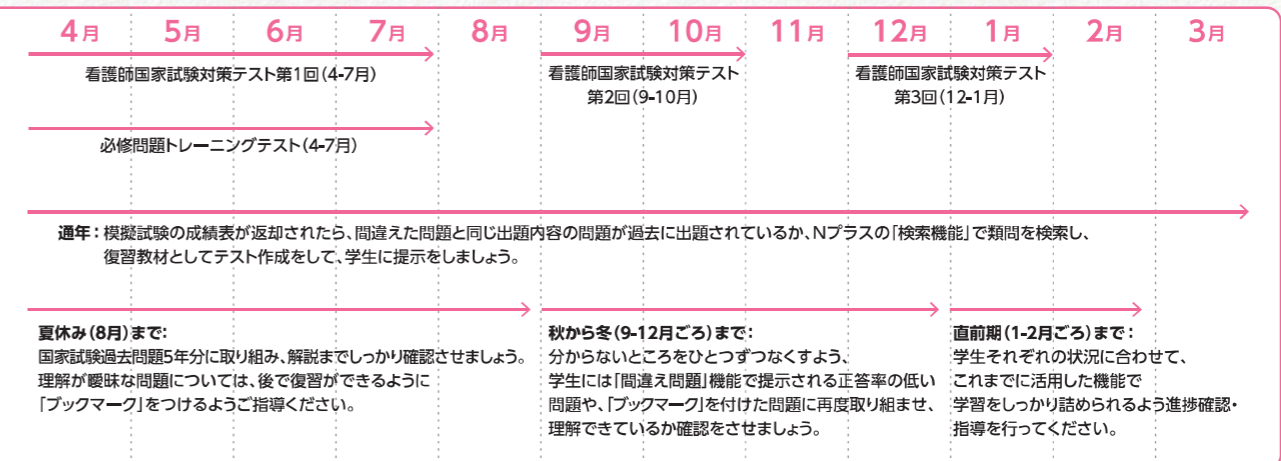 4月 5月 6月 7月 8月 9月 10月 11月 12月 1月 2月 3月
看護師国家試験対策テスト第1回(4-7月)
看護師国家試験対策テスト
第2回(9-10月)
看護師国家試験対策テスト
第3回(12-1月)
必修問題トレーニングテスト(4-7月)
通年：模擬試験の成績表が返却されたら、間違えた問題と同じ出題内容の問題が過去に出題されているか、Nプラスの「検索機能」で類問を検索し、
復習教材としてテスト作成をして、学生に提示をしましょう。
夏休み(8月)まで：
国家試験過去問題5年分に取り組み、解説までしっかり確認させましょう。
理解が曖昧な問題については、後で復習ができるように
「ブックマーク」をつけるようご指導ください。
秋から冬(9-12月ごろ)まで：
分からないところをひとつずつなくすよう、
学生には「間違え問題」機能で提示される正答率の低い
問題や、「ブックマーク」を付けた問題に再度取り組ませ、
理解できているか確認をさせましょう。
直前期(1-2月ごろ)まで：
学生それぞれの状況に合わせて、
これまでに活用した機能で
学習をしっかり詰められるよう進捗確認・
指導を行ってください。